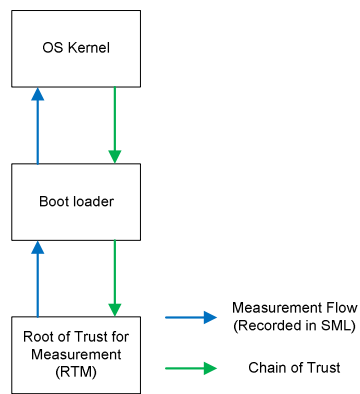 OS Kernel
Boot loader
Root of Trust for
Measurement
(RTM)
Measurement Flow
(Recorded in SML)
Chain of Trust